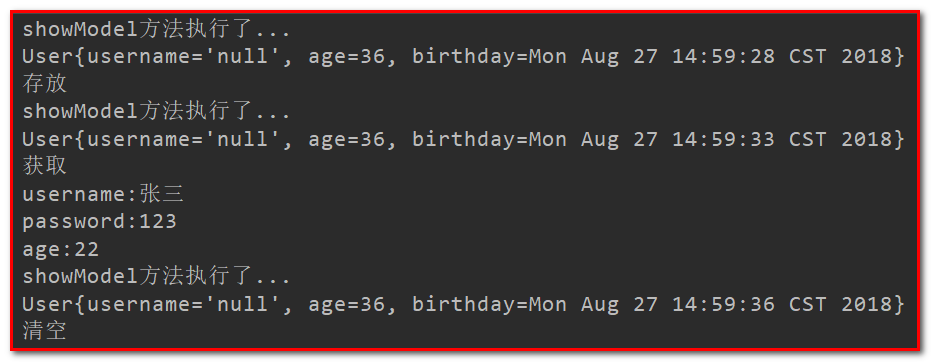 showModel方法执行了...
User{username='null', age=36, birthday=Mon Aug 27 14:59:28 CST 2018}
存放
showModel方法执行了...
User{username='null', age=36, birthday=Mon Aug 27 14:59:33 CST 2018}
获取
username:张三
password:123
age:22
showModel方法执行了...
User{username='null', age=36, birthday=Mon Aug 27 14:59:36 CST 2018}
清空